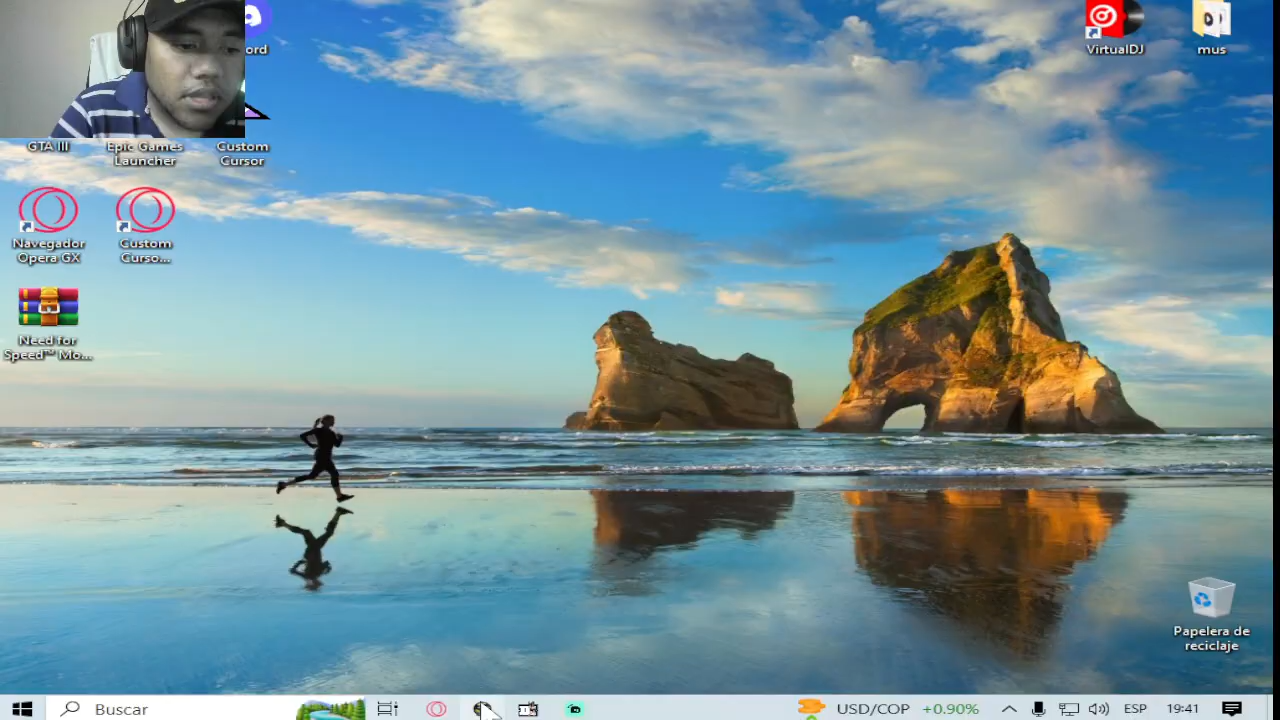 ord
VirtualDJ
mus
GTA III
Epic Games
Launcher
Custom
Cursor
Navegador
Opera GX
Custom
Curso...
Need for
Speed™ Mo...
Papelera de
reciclaje
Buscar
USD/COP +0.90%
ESP
19:41